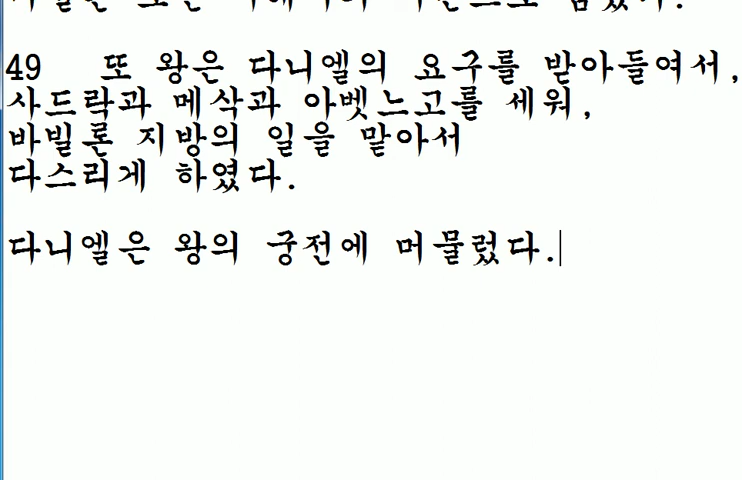 49 또 왕은 다니엘의 요구를 받아들여서,
사드락과 메삭과 아벳느고를 세워,
바빌론 지방의 일을 맡아서
다스리게 하였다.
다니엘은 왕의 궁전에 머물렀다.